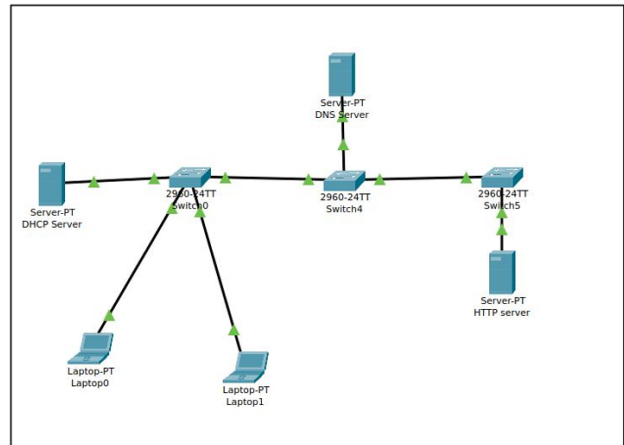 Server-PT
DNS Server
2960-24TT
Switch0
2960-24TT
Switch4
2960-24TT
Switch5
Server-PT
DHCP Server
Server-PT
HTTP server
Laptop-PT
Laptop0
Laptop-PT
Laptop1